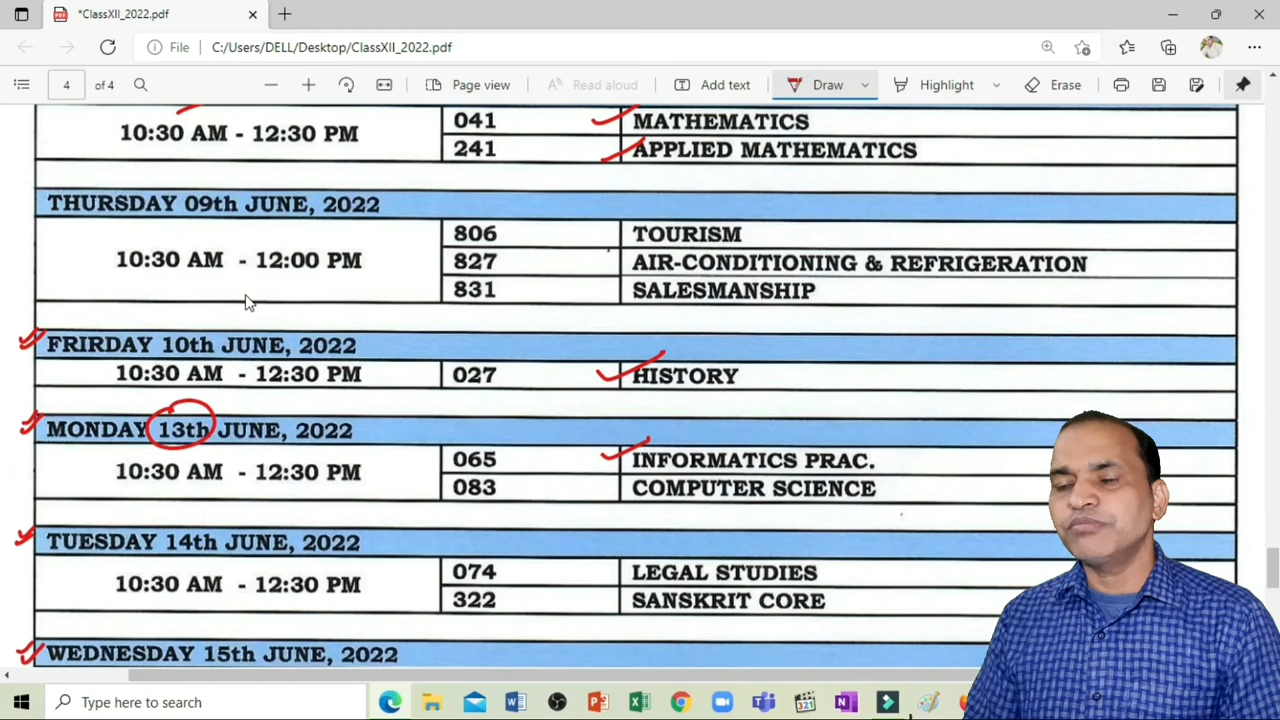 *ClassXII_2022.pdf
File
C:/Users/DELL/Desktop/ClassXII_2022.pdf
4 of 4
Page view
Read aloud
Add text
Draw
Highlight
Erase
10:30 AM - 12:30 PM
041 MATHEMATICS
241 APPLIED MATHEMATICS
THURSDAY 09th JUNE, 2022
10:30 AM - 12:00 PM
806 TOURISM
827 AIR-CONDITIONING & REFRIGERATION
831 SALESMANSHIP
FRIRDAY 10th JUNE, 2022
10:30 AM - 12:30 PM 027 HISTORY
MONDAY 13th JUNE, 2022
10:30 AM - 12:30 PM
065 INFORMATICS PRAC.
083 COMPUTER SCIENCE
TUESDAY 14th JUNE, 2022
10:30 AM - 12:30 PM
074 LEGAL STUDIES
322 SANSKRIT CORE
WEDNESDAY 15th JUNE, 2022
Type here to search
321